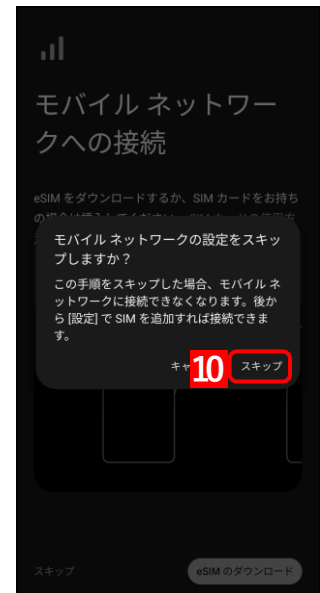 モバイル ネットワー
クへの接続
eSIM をダウンロードするか、SIM カードをお持ち
モバイル ネットワークの設定をスキッ
プしますか？
この手順をスキップした場合、モバイル ネ
ットワークに接続できなくなります。後か
ら [設定] で SIM を追加すれば接続できま
す。
キャ 10 スキップ
スキップ eSIM のダウンロード